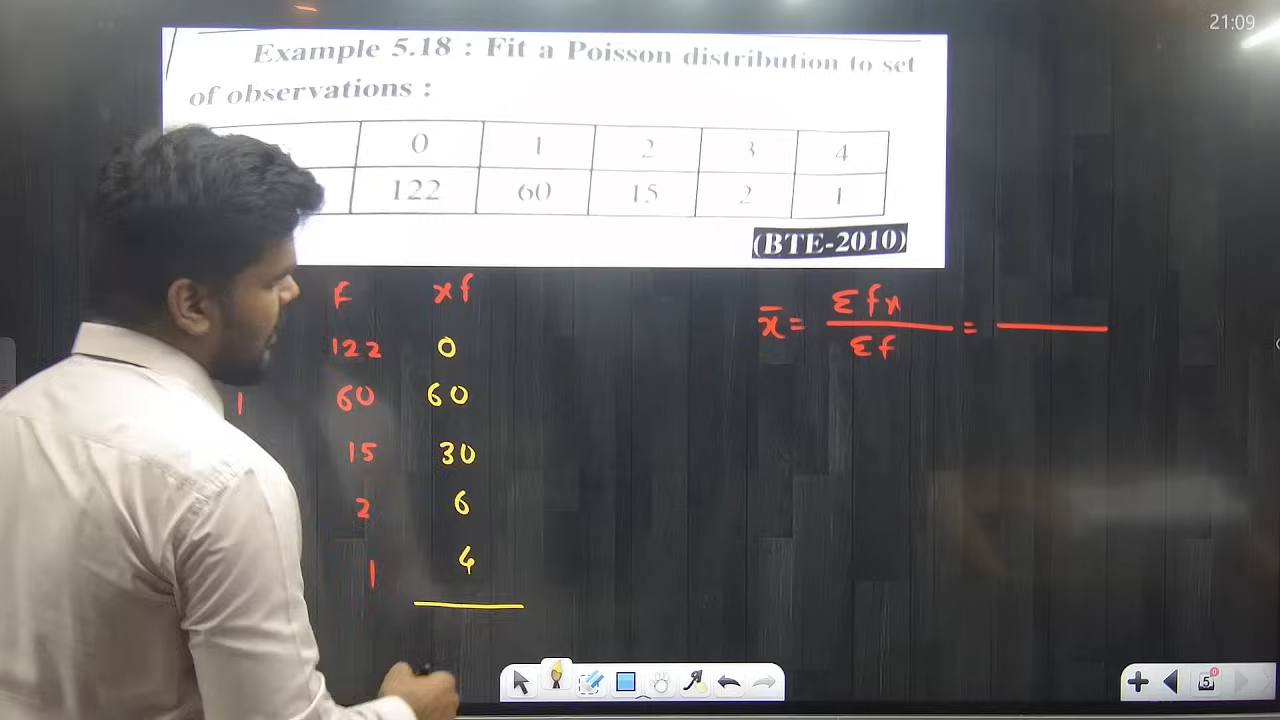 21:09
Example 5.18 : Fit a Poisson distribution to set
of observations :
0 1 2 3 4
122 60 15 2 1
(BTE-2010)
F xf
122 0
1 60 60
15 30
2 6
1 4
x̄ = Σfx / Σf =
5